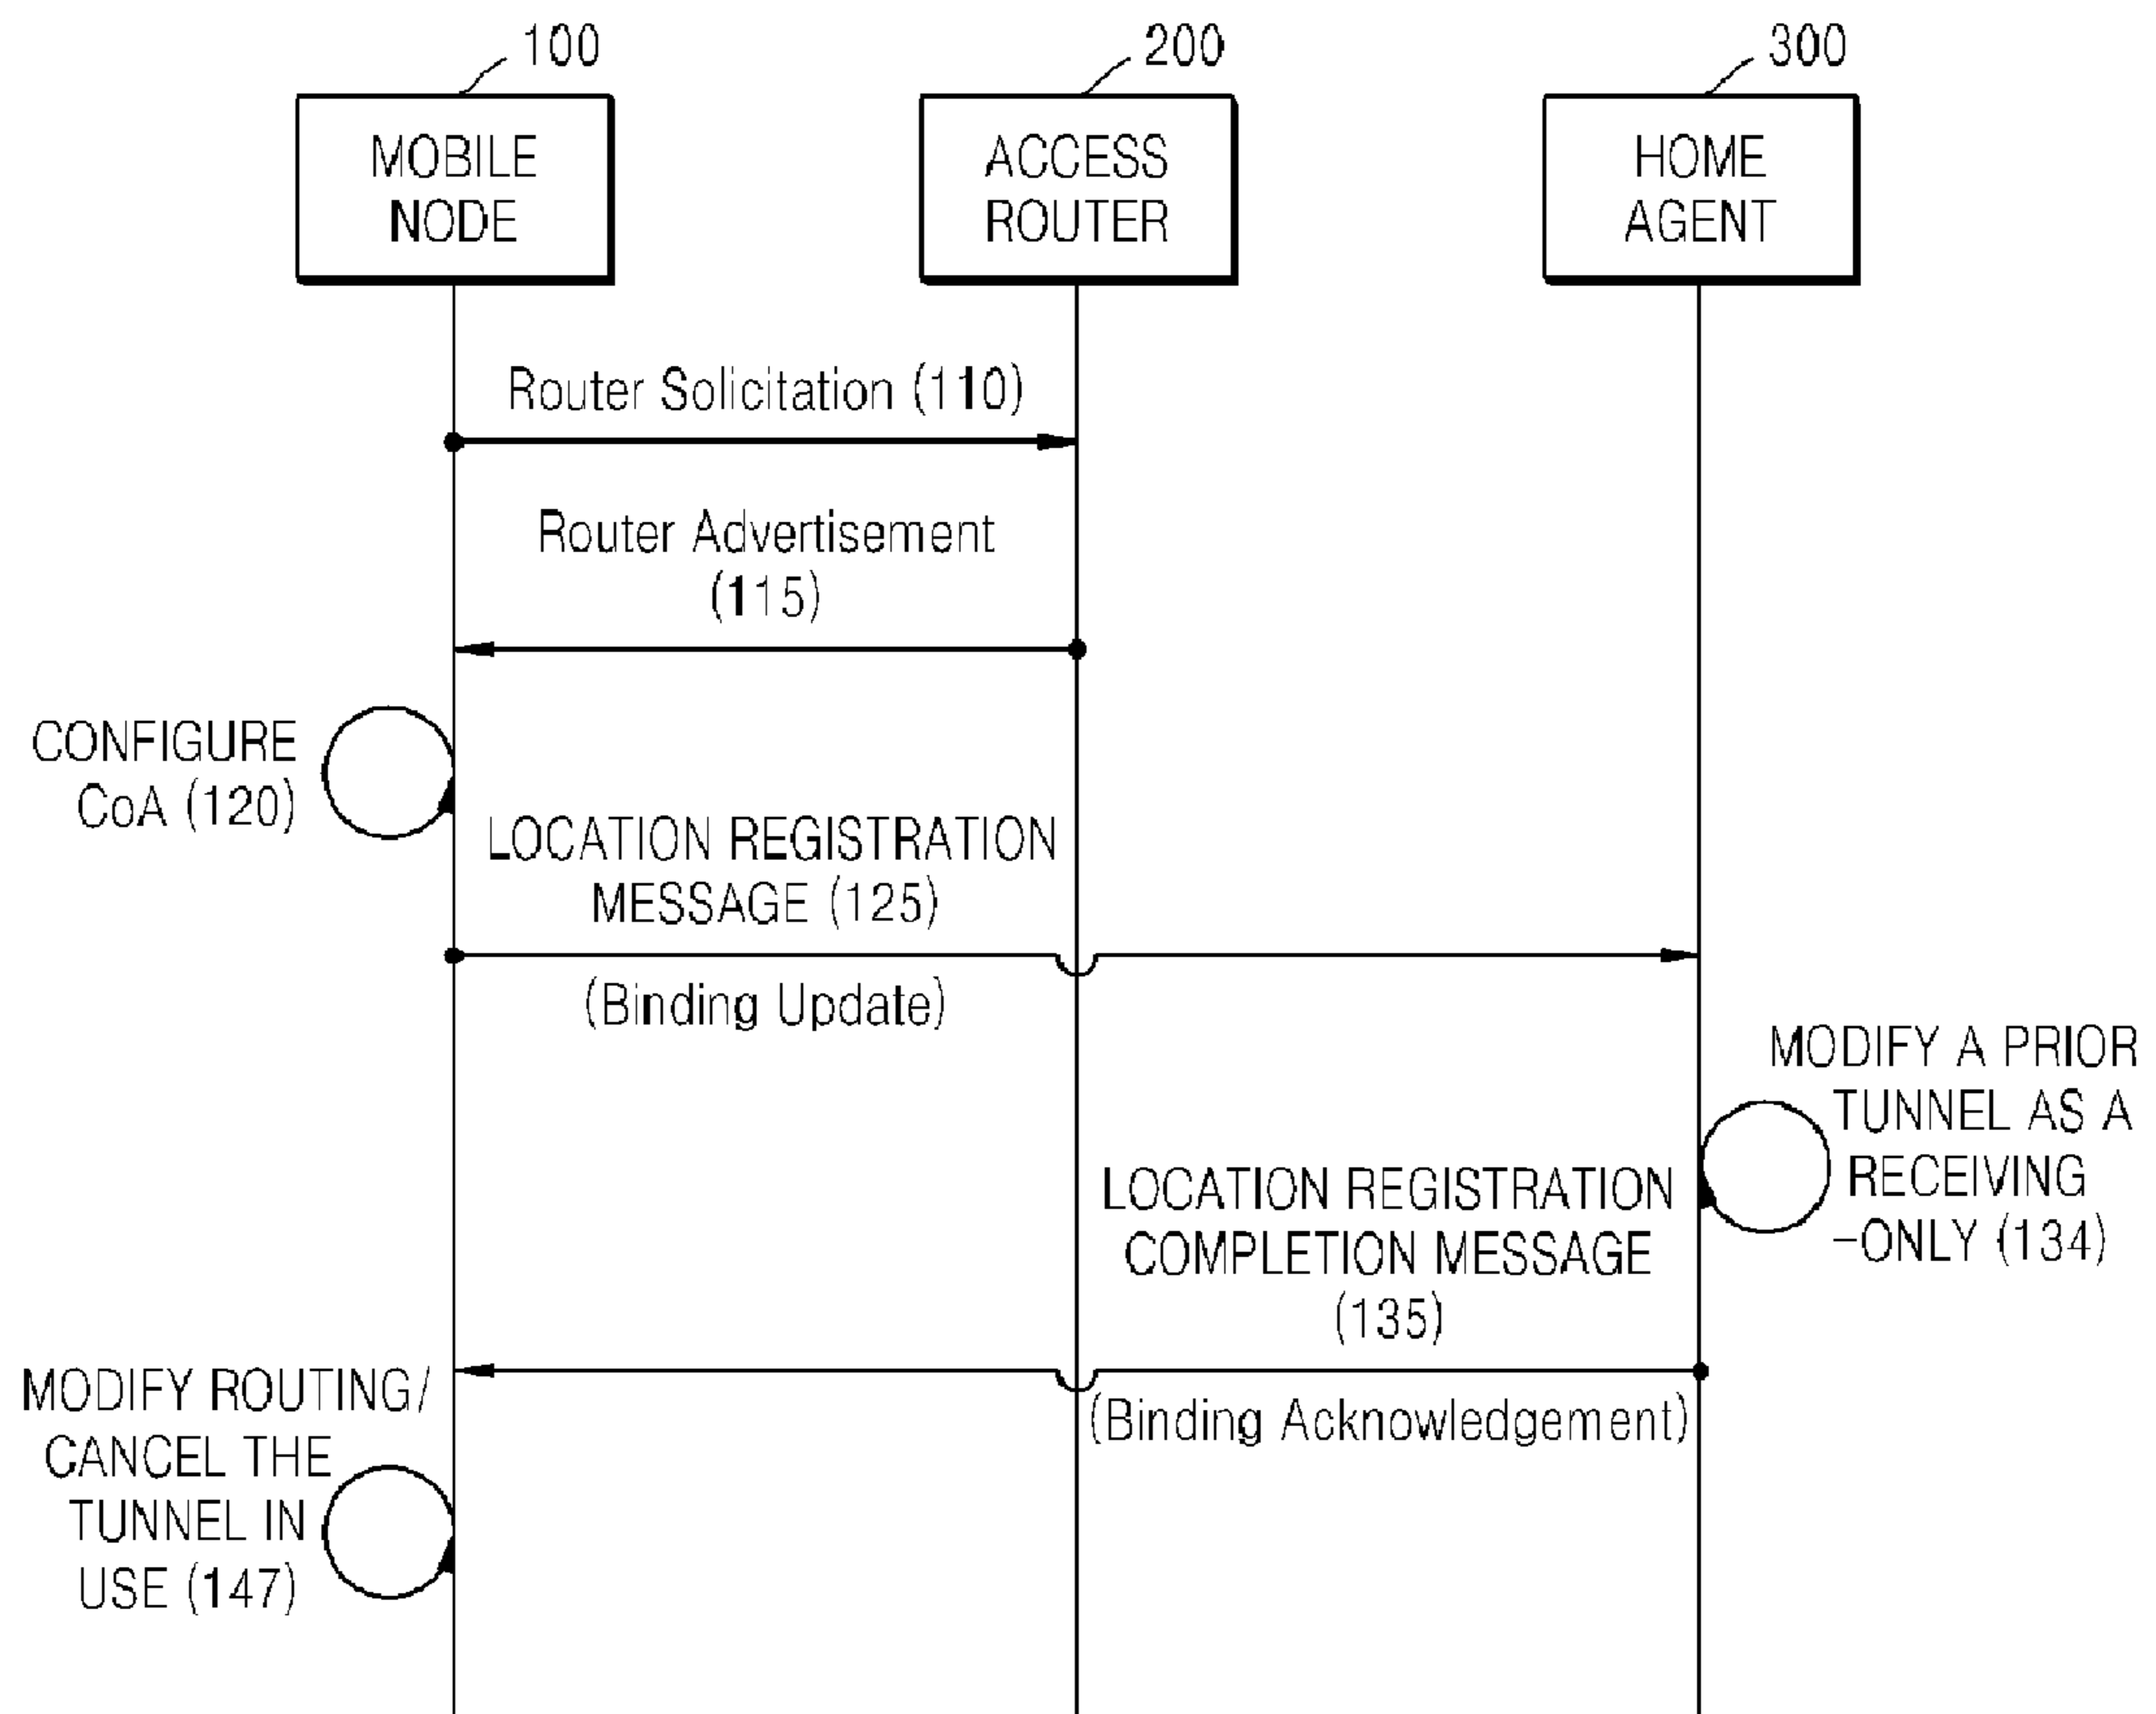 100
200
300
MOBILE
NODE
ACCESS
ROUTER
HOME
AGENT
Router Solicitation (110)
Router Advertisement
(115)
CONFIGURE
CoA (120)
LOCATION REGISTRATION
MESSAGE (125)
(Binding Update)
MODIFY A PRIOR
TUNNEL AS A
RECEIVING
-ONLY (134)
LOCATION REGISTRATION
COMPLETION MESSAGE
(135)
(Binding Acknowledgement)
MODIFY ROUTING/
CANCEL THE
TUNNEL IN
USE (147)